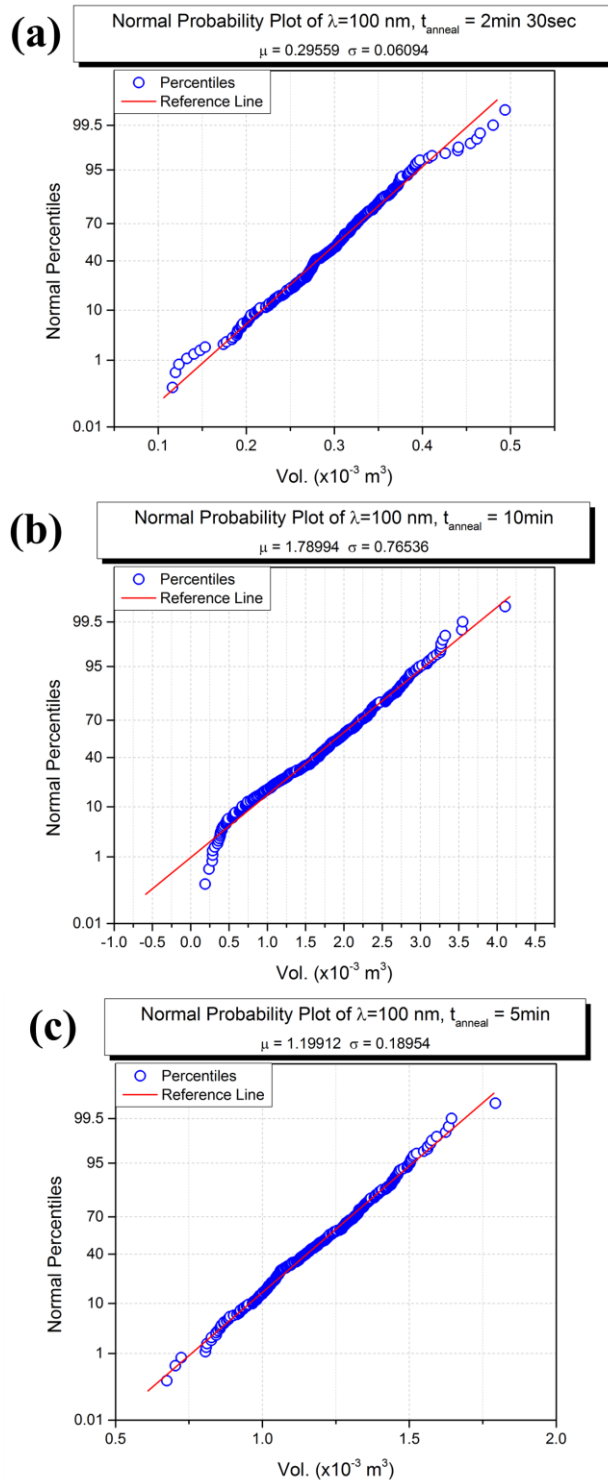 (a)
Normal Probability Plot of λ=100 nm, t_anneal = 2min 30sec
μ = 0.29559 σ = 0.06094
Percentiles
Reference Line
99.5
95
70
40
10
1
0.01
Normal Percentiles
0.1 0.2 0.3 0.4 0.5
Vol. (x10⁻³ m³)
(b)
Normal Probability Plot of λ=100 nm, t_anneal = 10min
μ = 1.78994 σ = 0.76536
Percentiles
Reference Line
99.5
95
70
40
10
1
0.01
Normal Percentiles
-1.0 -0.5 0.0 0.5 1.0 1.5 2.0 2.5 3.0 3.5 4.0 4.5
Vol. (x10⁻³ m³)
(c)
Normal Probability Plot of λ=100 nm, t_anneal = 5min
μ = 1.19912 σ = 0.18954
Percentiles
Reference Line
99.5
95
70
40
10
1
0.01
Normal Percentiles
0.5 1.0 1.5 2.0
Vol. (x10⁻³ m³)